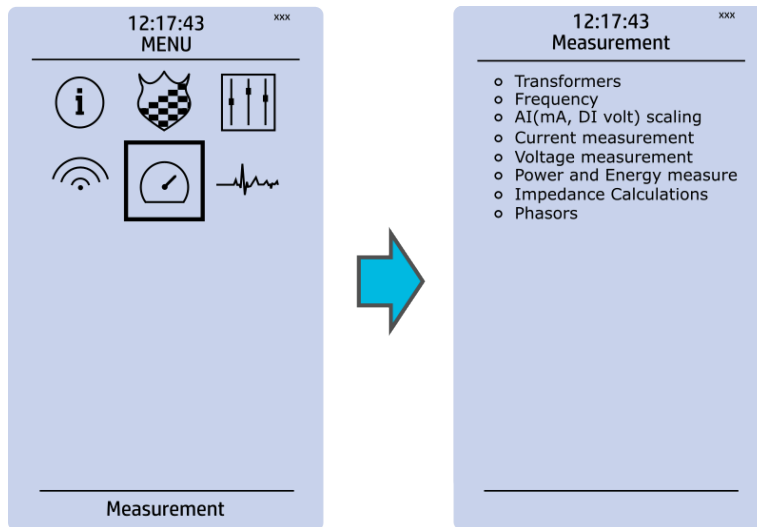 12:17:43
xxx
MENU
i
Measurement
12:17:43
xxx
Measurement
Transformers
Frequency
AI(mA, DI volt) scaling
Current measurement
Voltage measurement
Power and Energy measure
Impedance Calculations
Phasors